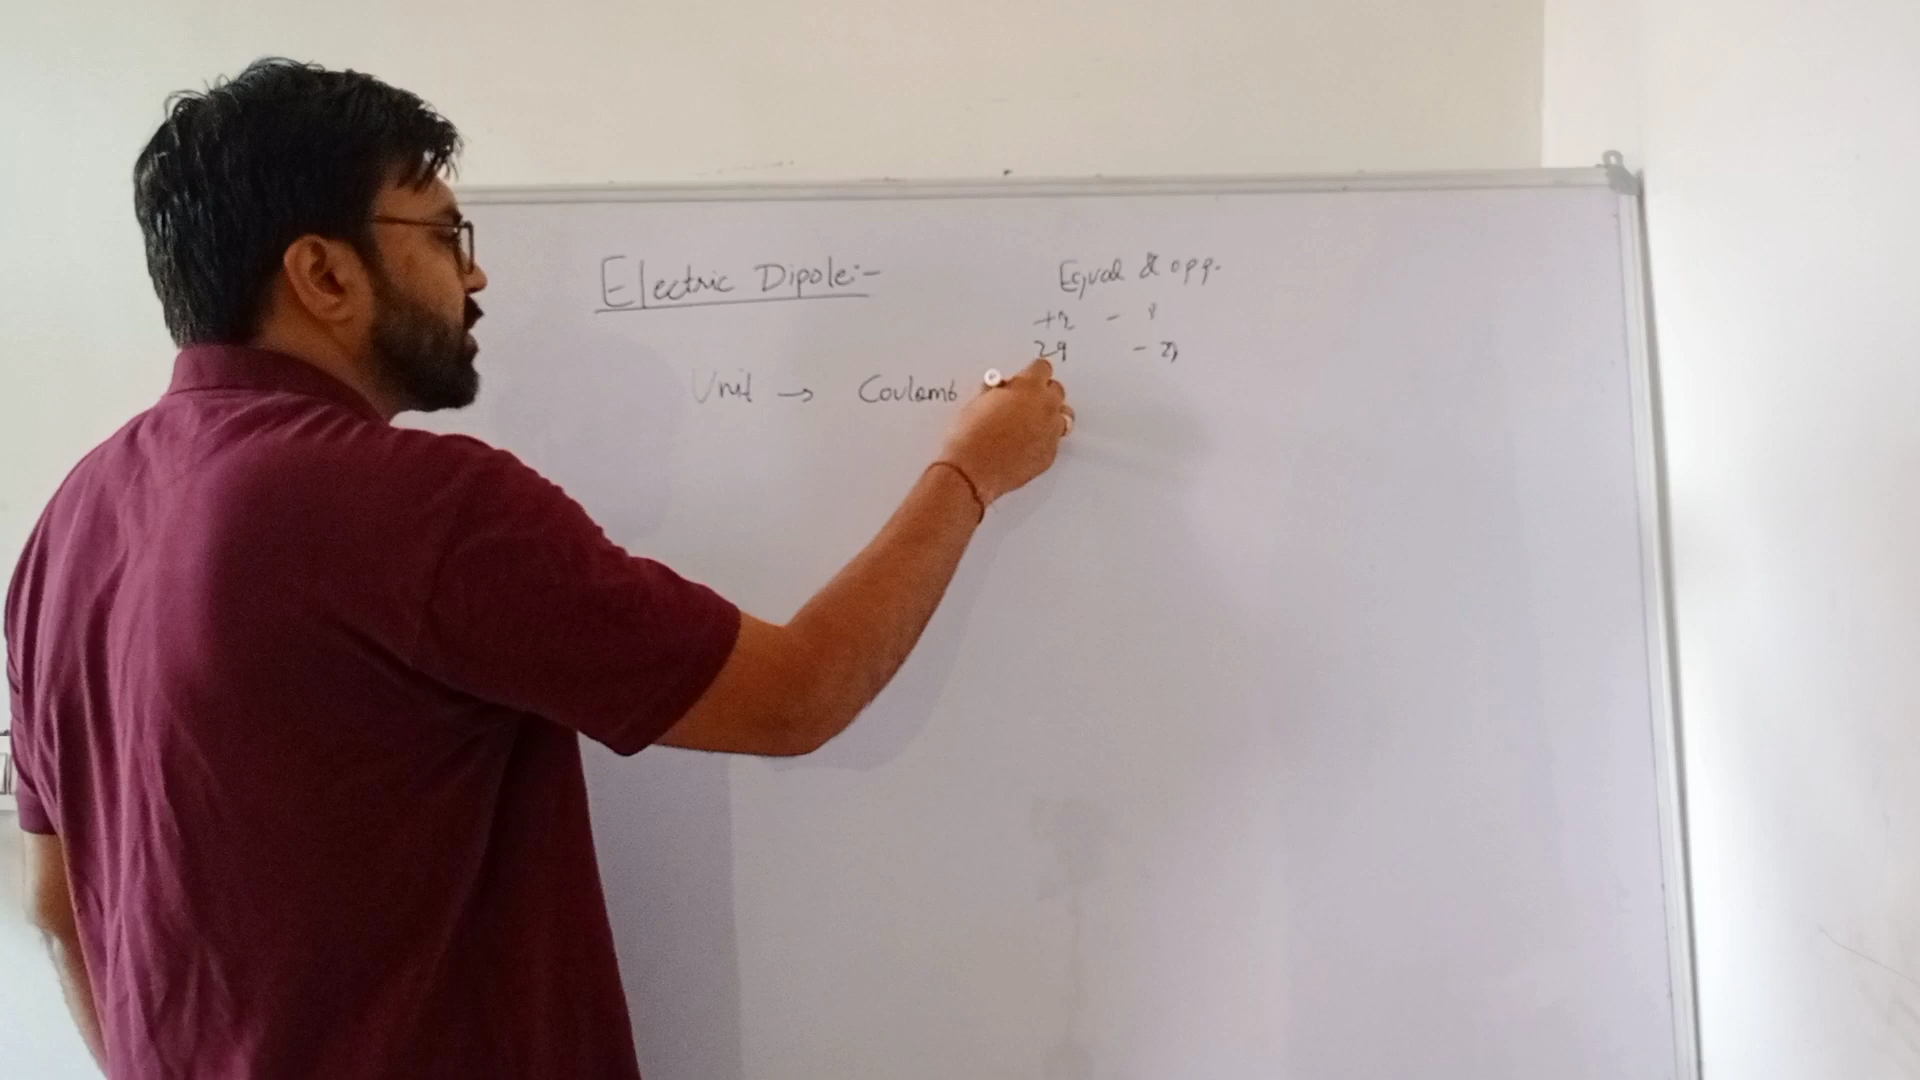 Electric Dipole:-
Equal & opp.
+q -
2q - 2q
Unit → Coulomb